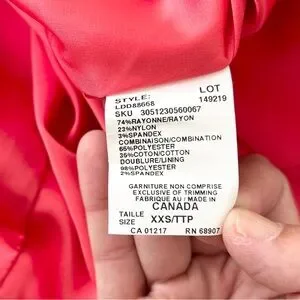 STYLE: LOT
LDD88668 149219
SKU 3051230560067
74%RAYONNE/RAYON
23%NYLON
3%SPANDEX
COMBINAISON/COMBINATION
66%POLYESTER
35%COTON/COTTON
DOUBLURE/LINING
98%POLYESTER
2%SPANDEX
GARNITURE NON COMPRISE
EXCLUSIVE OF TRIMMING
FABRIQUE AU / MADE IN
CANADA
TAILLE
SIZE XXS/TTP
CA 01217 RN 68907